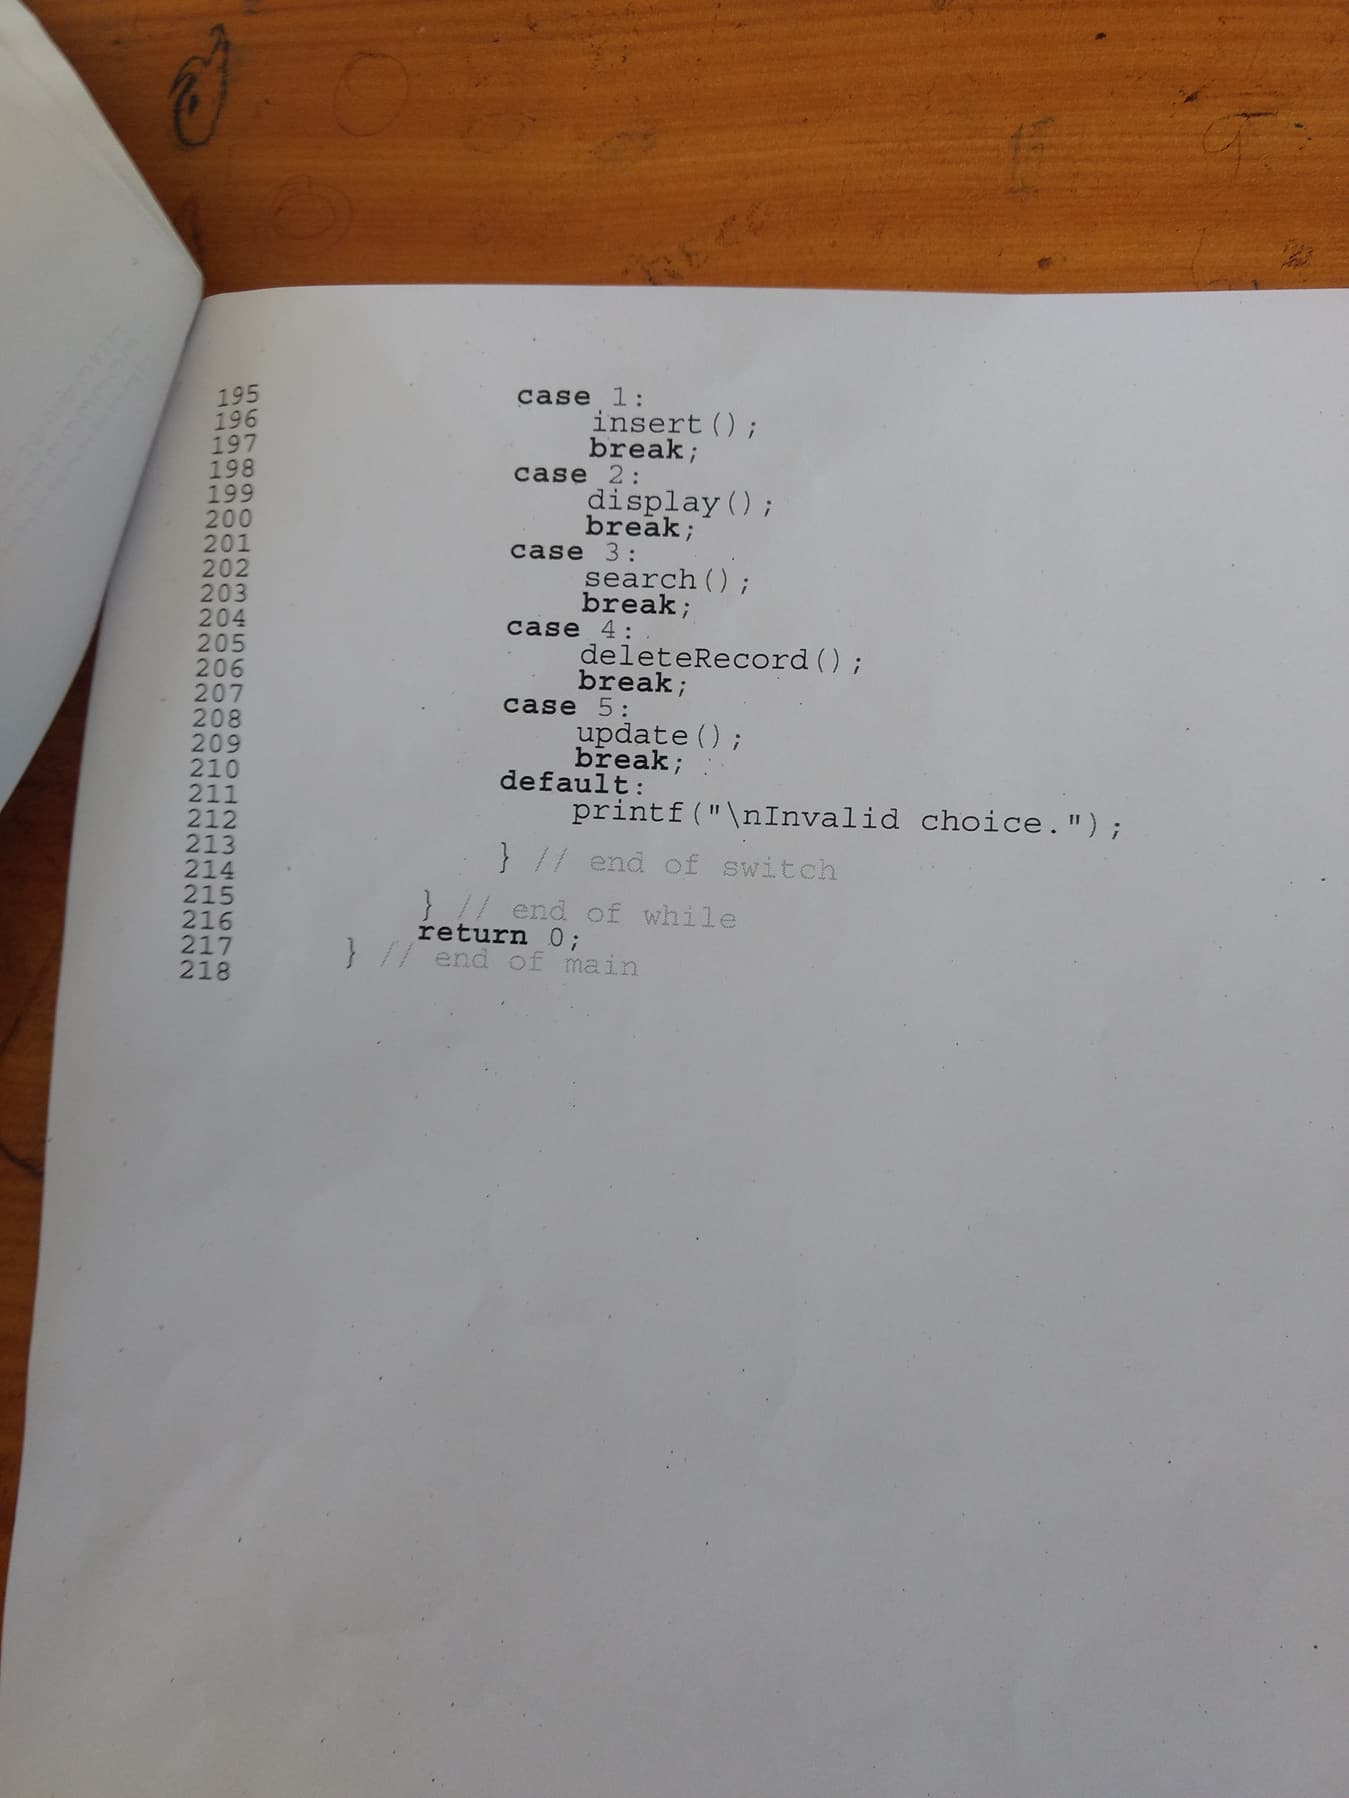 195 case 1:
196 insert();
197 break;
198 case 2:
199 display();
200 break;
201 case 3:
202 search();
203 break;
204 case 4:
205 deleteRecord();
206 break;
207 case 5:
208 update();
209 break;
210 default:
211 printf("\nInvalid choice.");
212
213 } // end of switch
214
215 } // end of while
216 return 0;
217 } // end of main
218